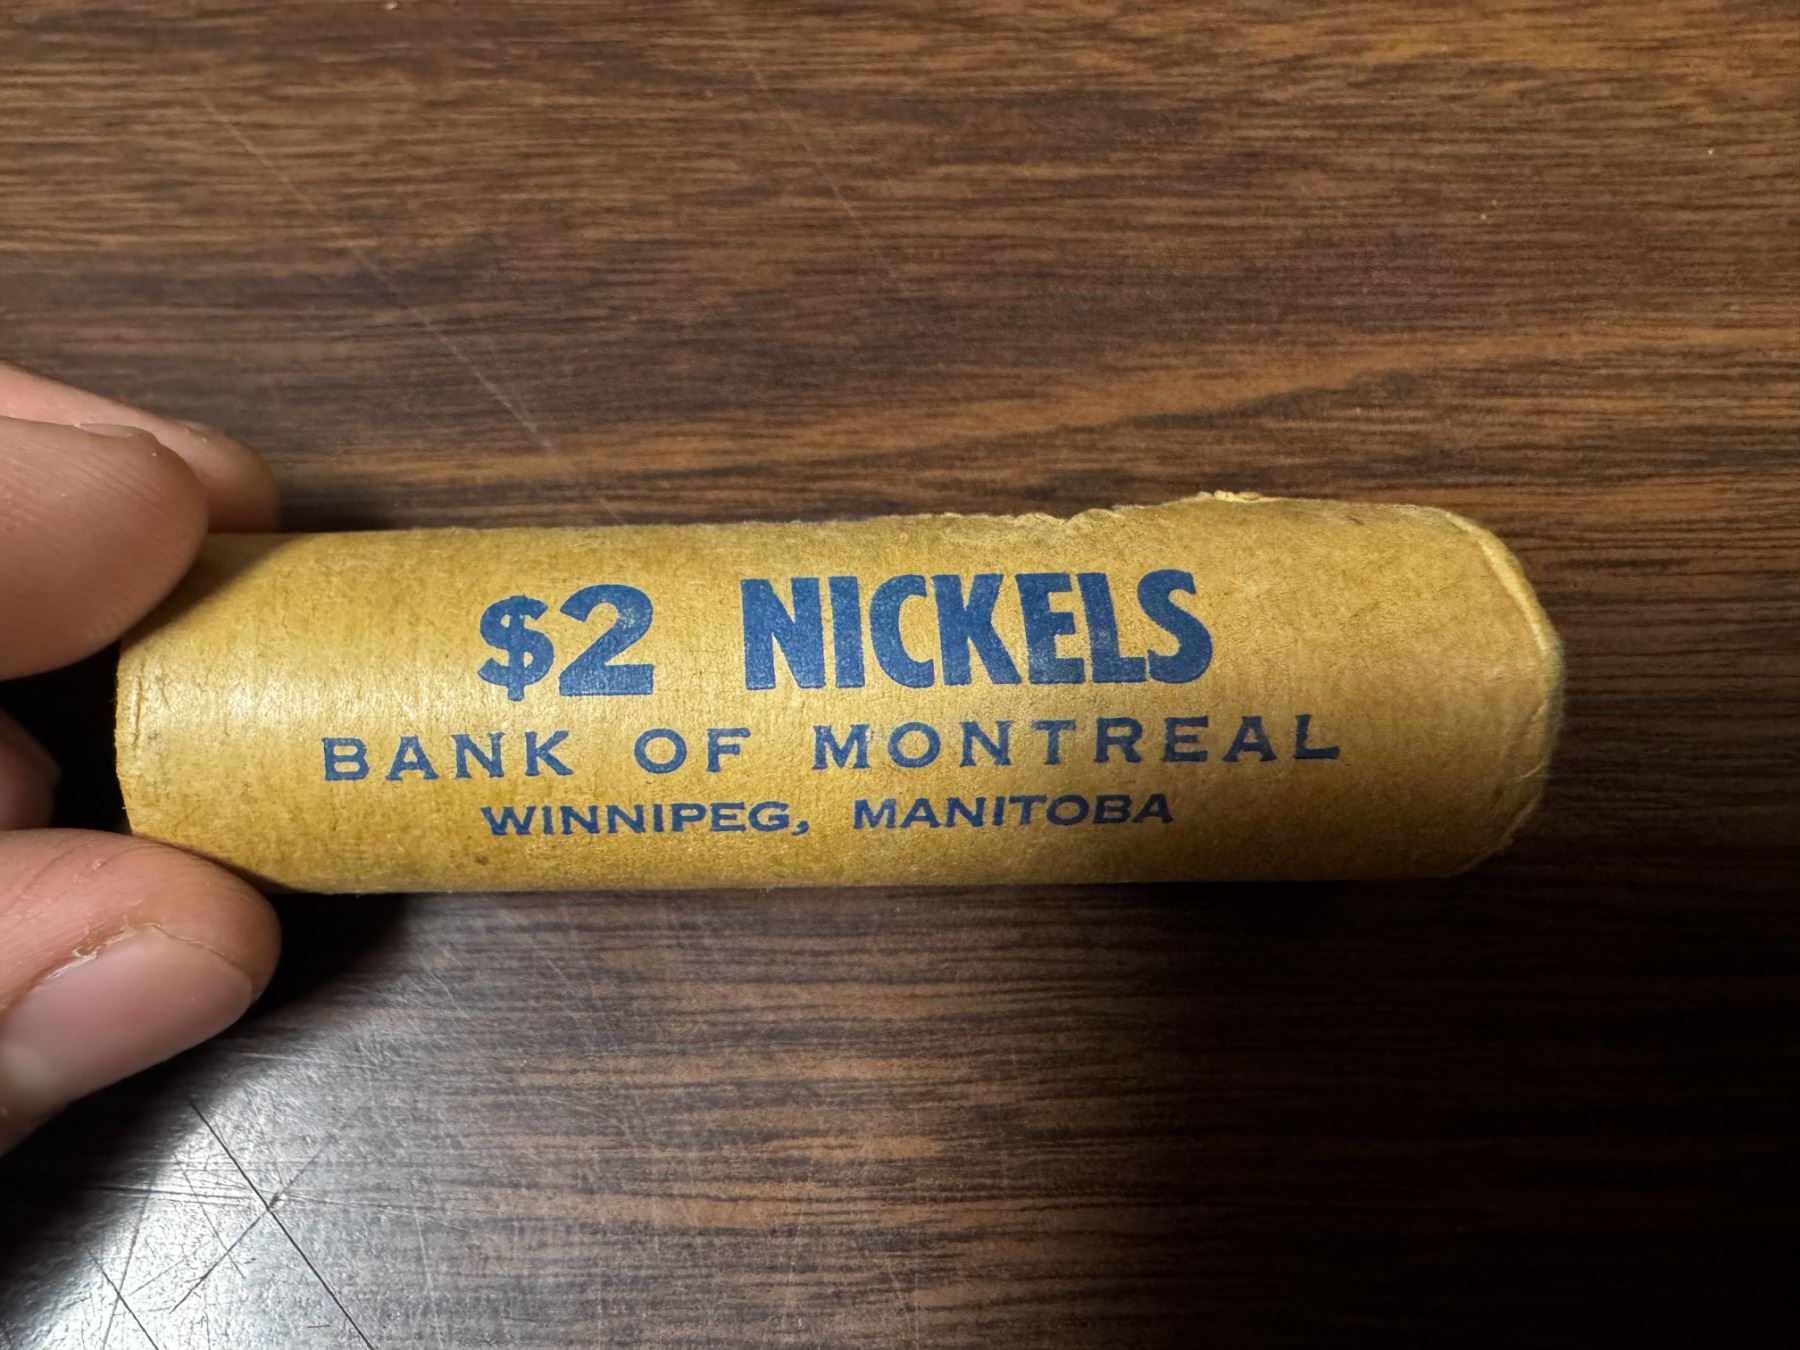 $2 NICKELS
BANK OF MONTREAL
WINNIPEG, MANITOBA